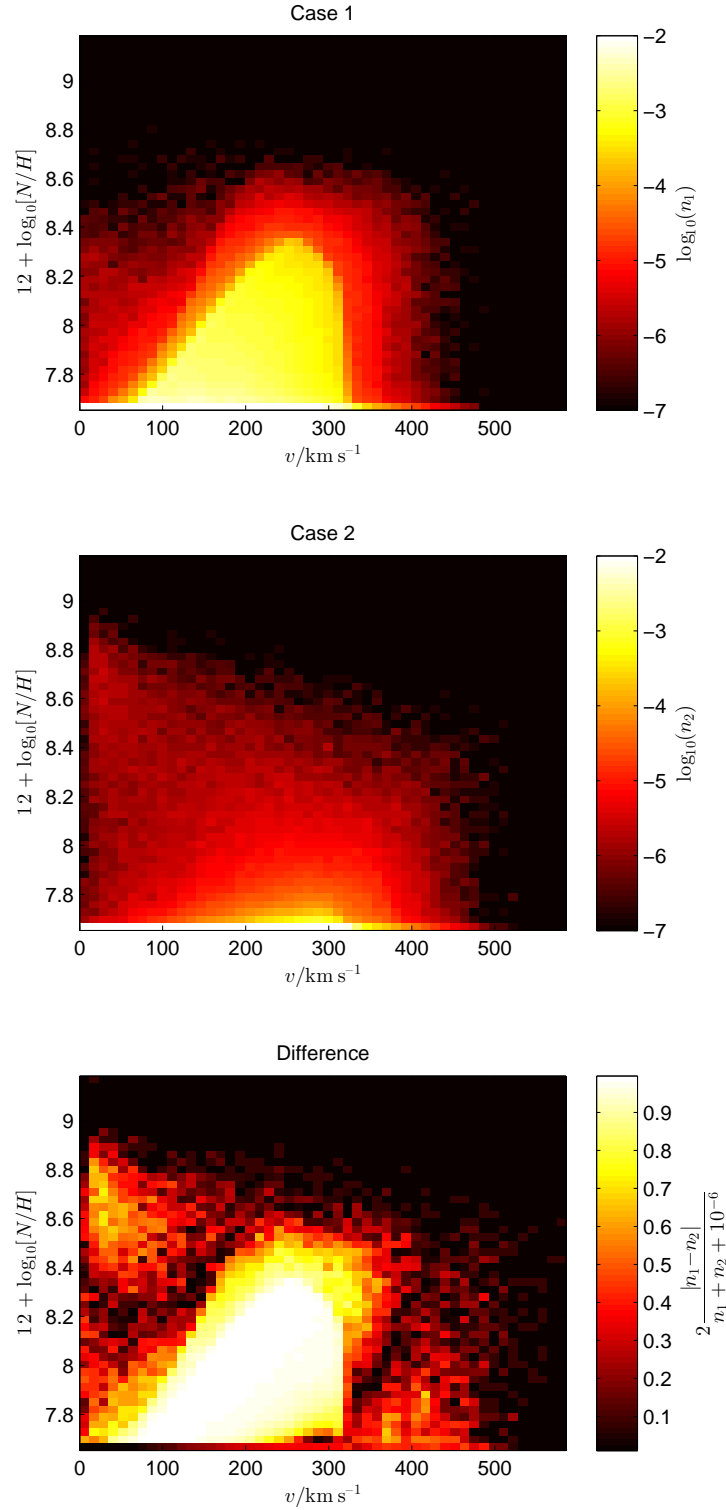 Case 1
9
8.8
8.6
8.4
8.2
8
7.8
12 + log₁₀[N/H]
0 100 200 300 400 500
v/km s⁻¹
−2
−3
−4
−5
−6
−7
log₁₀(n₁)
Case 2
9
8.8
8.6
8.4
8.2
8
7.8
12 + log₁₀[N/H]
0 100 200 300 400 500
v/km s⁻¹
−2
−3
−4
−5
−6
−7
log₁₀(n₂)
Difference
9
8.8
8.6
8.4
8.2
8
7.8
12 + log₁₀[N/H]
0 100 200 300 400 500
v/km s⁻¹
0.9
0.8
0.7
0.6
0.5
0.4
0.3
0.2
0.1
2 |n₁−n₂| / n₁ + n₂ + 10⁻⁶